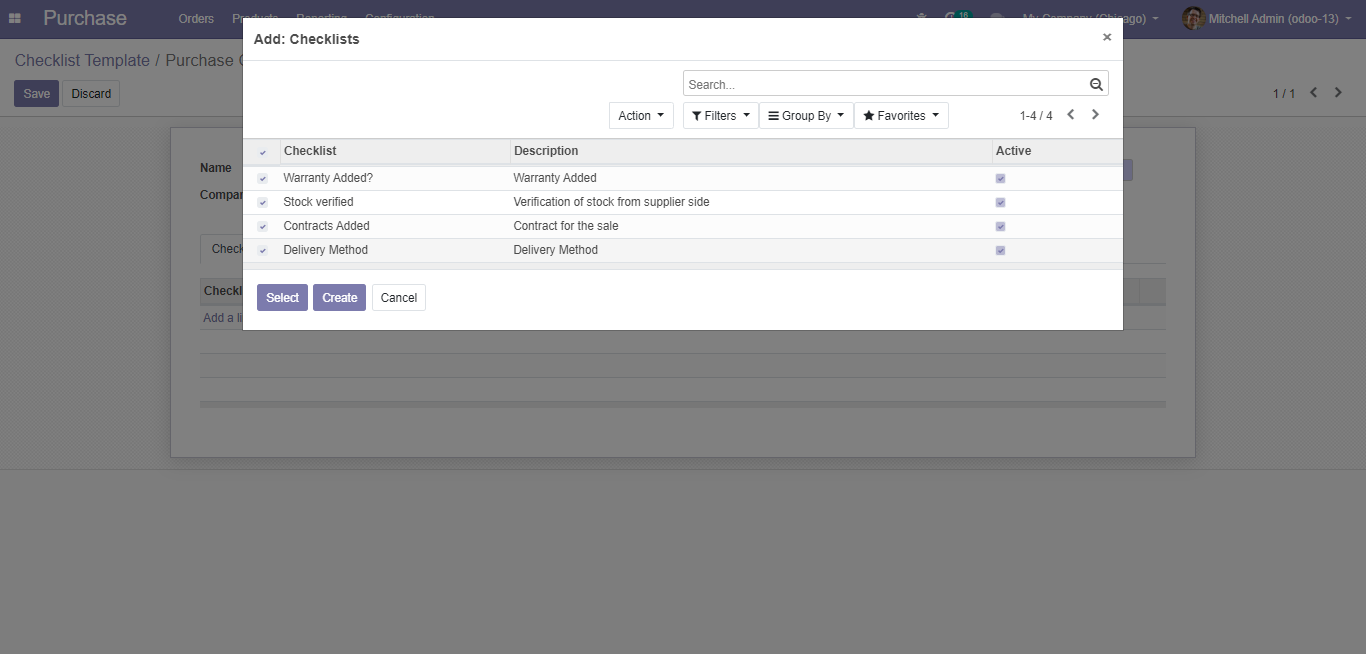 Purchase Orders Products Reporting Configuration 18 My Company (Chicago) Mitchell Admin (odoo-13)
Checklist Template / Purchase
Save Discard 1 / 1
Name
Compa
Check
Checkl
Add a li
Add: Checklists ×
Search...
Action Filters Group By Favorites 1-4 / 4
Checklist Description Active
Warranty Added? Warranty Added
Stock verified Verification of stock from supplier side
Contracts Added Contract for the sale
Delivery Method Delivery Method
Select Create Cancel